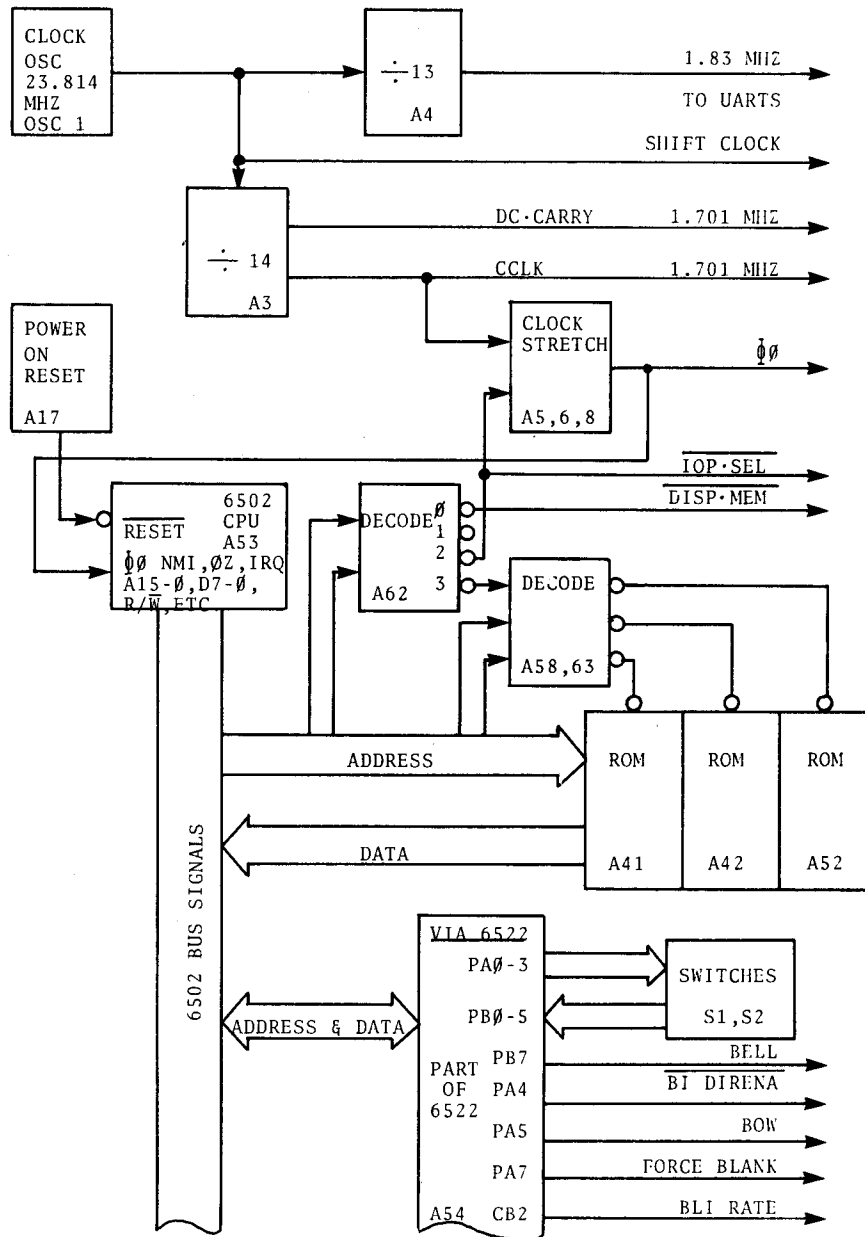 CLOCK
OSC
23.814
MHZ
OSC 1
÷13
A4
1.83 MHZ
TO UARTS
SHIFT CLOCK
÷ 14
A3
DC·CARRY 1.701 MHZ
CCLK 1.701 MHZ
POWER
ON
RESET
A17
CLOCK
STRETCH
A5,6,8
ϕ0
IOP·SEL
DISP·MEM
6502
CPU
RESET A53
ϕ0 NMI,ØZ,IRQ
A15-Ø,D7-Ø,
R/W,ETC
DECODE
Ø
1
2
3
A62
DECODE
A58,63
ADDRESS
DATA
ROM
A41
ROM
A42
ROM
A52
6502 BUS SIGNALS
ADDRESS & DATA
VIA 6522
PAØ-3
PBØ-5
PB7
PA4
PA5
PA7
CB2
PART
OF
6522
A54
SWITCHES
S1,S2
BELL
BI DIRENA
BOW
FORCE BLANK
BLI RATE